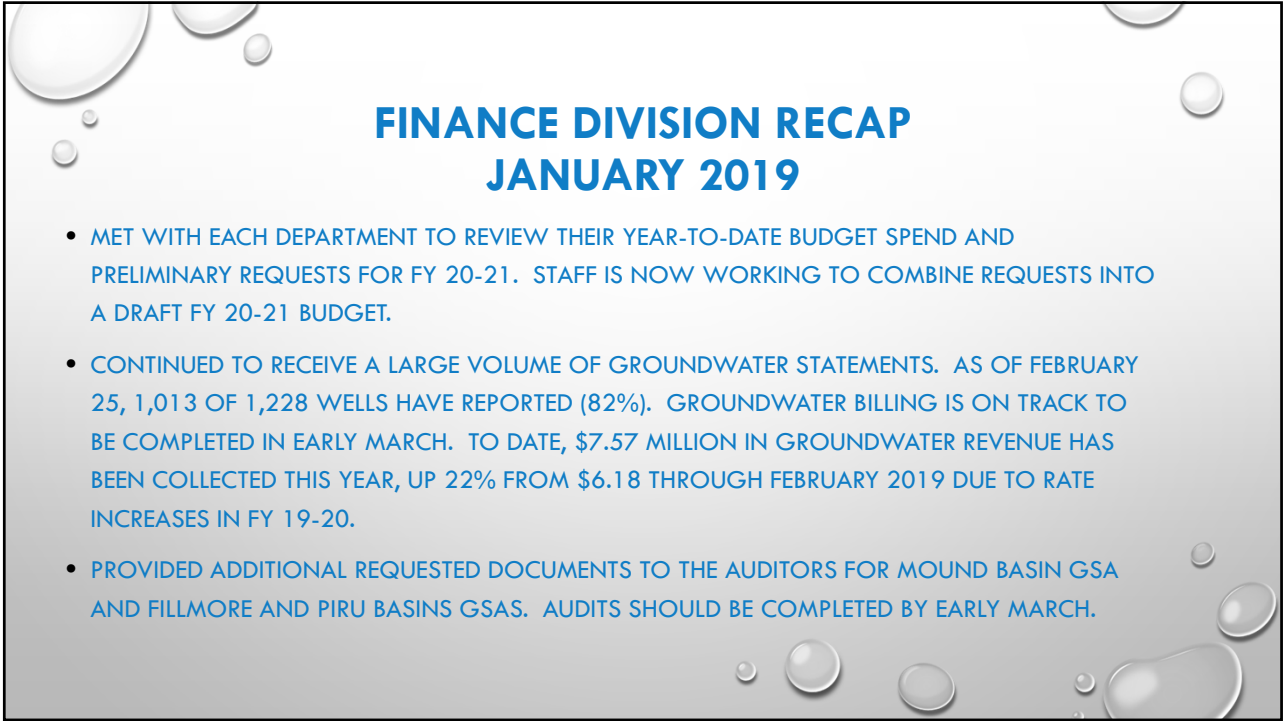 FINANCE DIVISION RECAP
JANUARY 2019
• MET WITH EACH DEPARTMENT TO REVIEW THEIR YEAR-TO-DATE BUDGET SPEND AND
PRELIMINARY REQUESTS FOR FY 20-21.  STAFF IS NOW WORKING TO COMBINE REQUESTS INTO
A DRAFT FY 20-21 BUDGET.
• CONTINUED TO RECEIVE A LARGE VOLUME OF GROUNDWATER STATEMENTS.  AS OF FEBRUARY
25, 1,013 OF 1,228 WELLS HAVE REPORTED (82%).  GROUNDWATER BILLING IS ON TRACK TO
BE COMPLETED IN EARLY MARCH.  TO DATE, $7.57 MILLION IN GROUNDWATER REVENUE HAS
BEEN COLLECTED THIS YEAR, UP 22% FROM $6.18 THROUGH FEBRUARY 2019 DUE TO RATE
INCREASES IN FY 19-20.
• PROVIDED ADDITIONAL REQUESTED DOCUMENTS TO THE AUDITORS FOR MOUND BASIN GSA
AND FILLMORE AND PIRU BASINS GSAS.  AUDITS SHOULD BE COMPLETED BY EARLY MARCH.